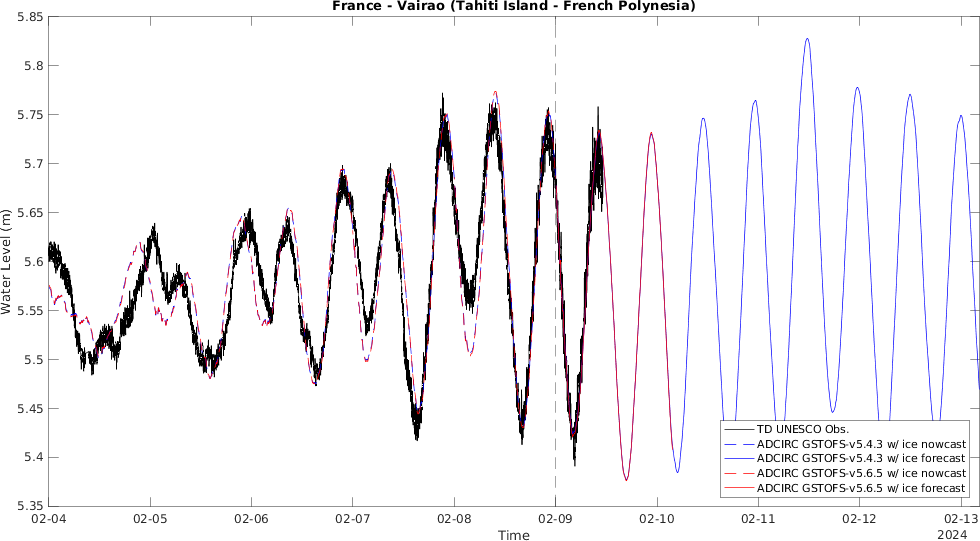 France - Vairao (Tahiti Island - French Polynesia)
5.85
5.8
5.75
5.7
5.65
5.6
5.55
5.5
5.45
5.4
5.35
Water Level (m)
TD UNESCO Obs.
ADCIRC GSTOFS-v5.4.3 w/ ice nowcast
ADCIRC GSTOFS-v5.4.3 w/ ice forecast
ADCIRC GSTOFS-v5.6.5 w/ ice nowcast
ADCIRC GSTOFS-v5.6.5 w/ ice forecast
02-04 02-05 02-06 02-07 02-08 02-09 02-10 02-11 02-12 02-13
Time 2024